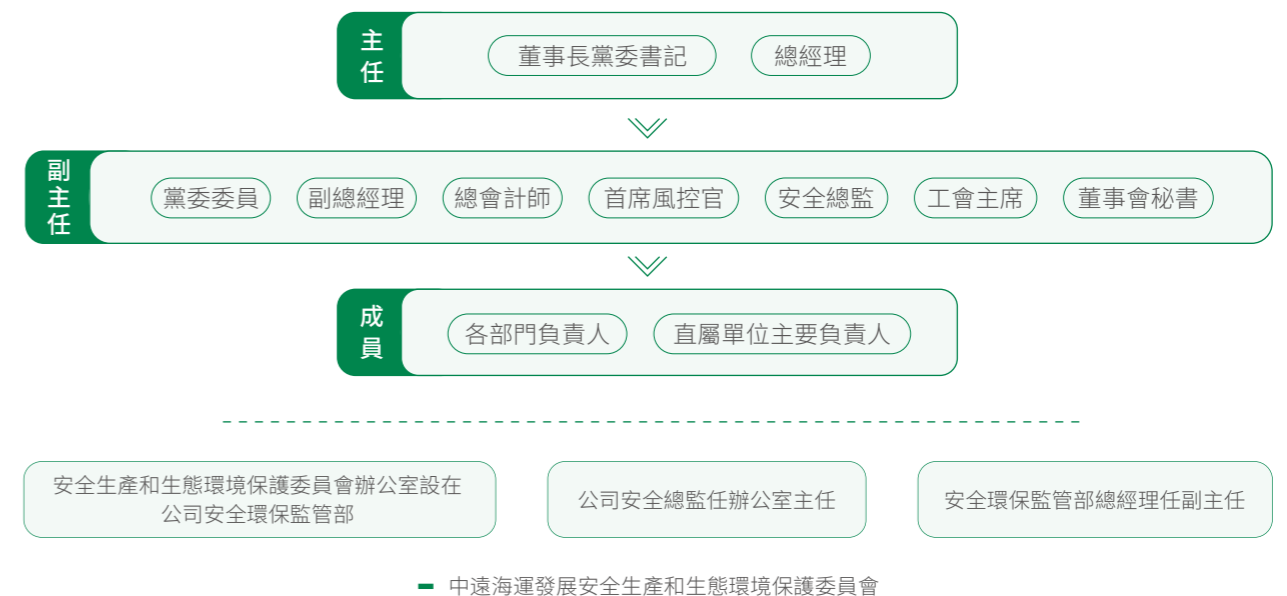 主任
董事長黨委書記 總經理
副主任
黨委委員 副總經理 總會計師 首席風控官 安全總監 工會主席 董事會秘書
成員
各部門負責人 直屬單位主要負責人
安全生產和生態環境保護委員會辦公室設在
公司安全環保監管部
公司安全總監任辦公室主任
安全環保監管部總經理任副主任
中遠海運發展安全生產和生態環境保護委員會